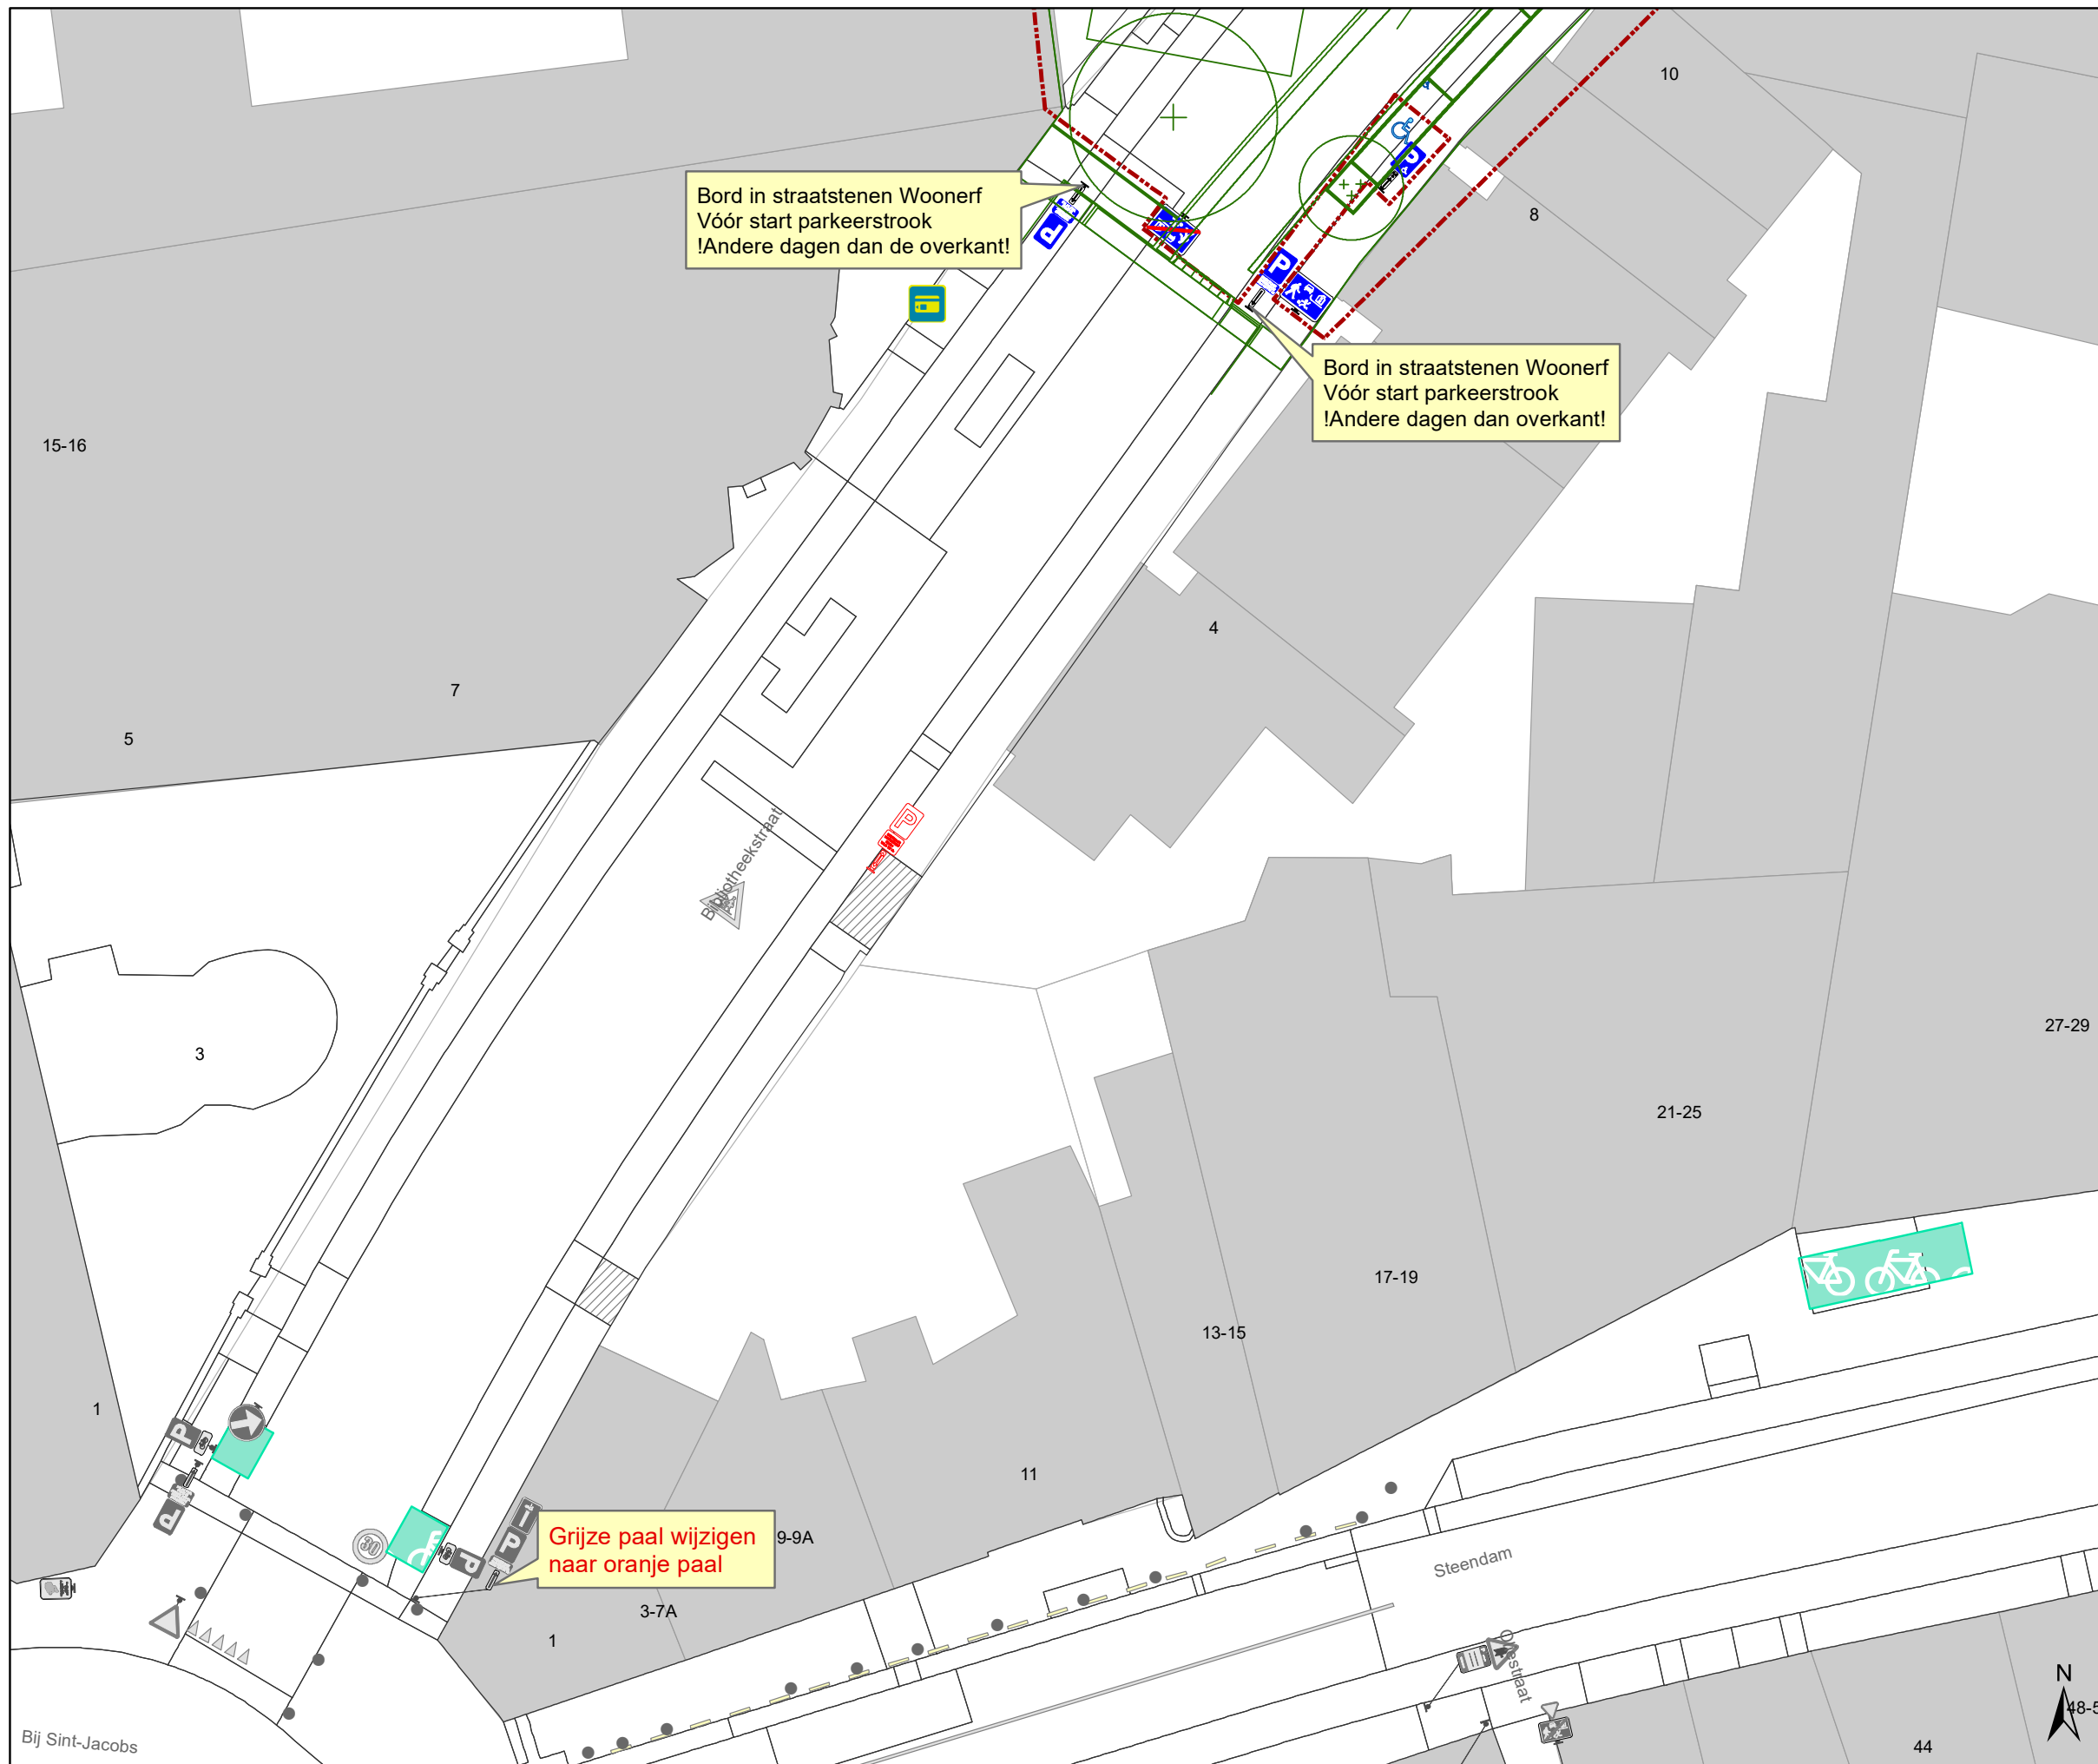 10
Bord in straatstenen Woonerf
Vóór start parkeerstrook
!Andere dagen dan de overkant!
8
P
P
P
Bord in straatstenen Woonerf
Vóór start parkeerstrook
!Andere dagen dan overkant!
15-16
4
7
5
P
Bibliotheekstraat
3
27-29
21-25
17-19
13-15
1
P
11
P
P
P
30
Grijze paal wijzigen
naar oranje paal
9-9A
Steendam
3-7A
1
N
Bij Sint-Jacobs
44